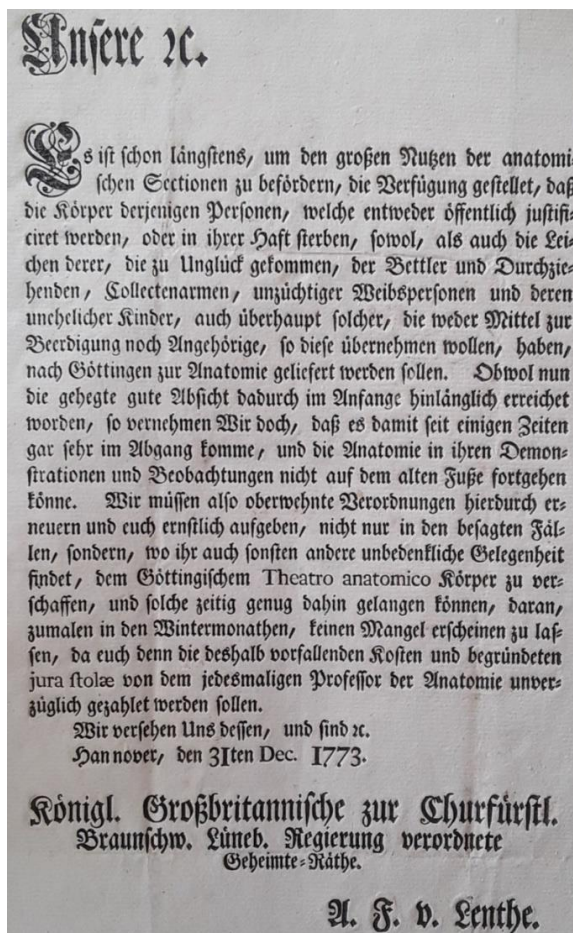 Unſere ꝛc.
Es iſt ſchon långſtens, um den großen Nutzen der anatomi-
ſchen Sectionen zu befördern, die Verfügung geſtellet, daß
die Körper derjenigen Perſonen, welche entweder öffentlich juſtifi-
ciret werden, oder in ihrer Haft ſterben, ſowol, als auch die Lei-
chen derer, die zu Unglück gekommen, der Bettler und Durchzie-
henden, Collectenarmen, unzüchtiger Weibsperſonen und deren
unehelicher Kinder, auch überhaupt ſolcher, die weder Mittel zur
Beerdigung noch Angehörige, ſo dieſe übernehmen wollen, haben,
nach Göttingen zur Anatomie geliefert werden ſollen. Obwol nun
die gehegte gute Abſicht dadurch im Anfange hinlänglich erreichet
worden, ſo vernehmen Wir doch, daß es damit ſeit einigen Zeiten
gar ſehr im Abgang komme, und die Anatomie in ihren Demon-
ſtrationen und Beobachtungen nicht auf dem alten Fuße fortgehen
könne. Wir müſſen alſo oberwehnte Verordnungen hierdurch er-
neuern und euch ernſtlich aufgeben, nicht nur in den beſagten Fäl-
len, ſondern, wo ihr auch ſonſten andere unbedenkliche Gelegenheit
findet, dem Göttingiſchem Theatro anatomico Körper zu ver-
ſchaffen, und ſolche zeitig genug dahin gelangen können, daran,
zumalen in den Wintermonathen, keinen Mangel erſcheinen zu laſ-
ſen, da euch denn die deshalb vorfallenden Koſten und begründeten
jura ſtolæ von dem jedesmaligen Profeſſor der Anatomie unver-
züglich gezahlet werden ſollen.
Wir verſehen Uns deſſen, und ſind ꝛc.
Hannover, den 31ten Dec. 1773.
Königl. Großbritanniſche zur Churfürſtl.
Braunſchw. Lüneb. Regierung verordnete
Geheimte-Räthe.
A. F. v. Lenthe.